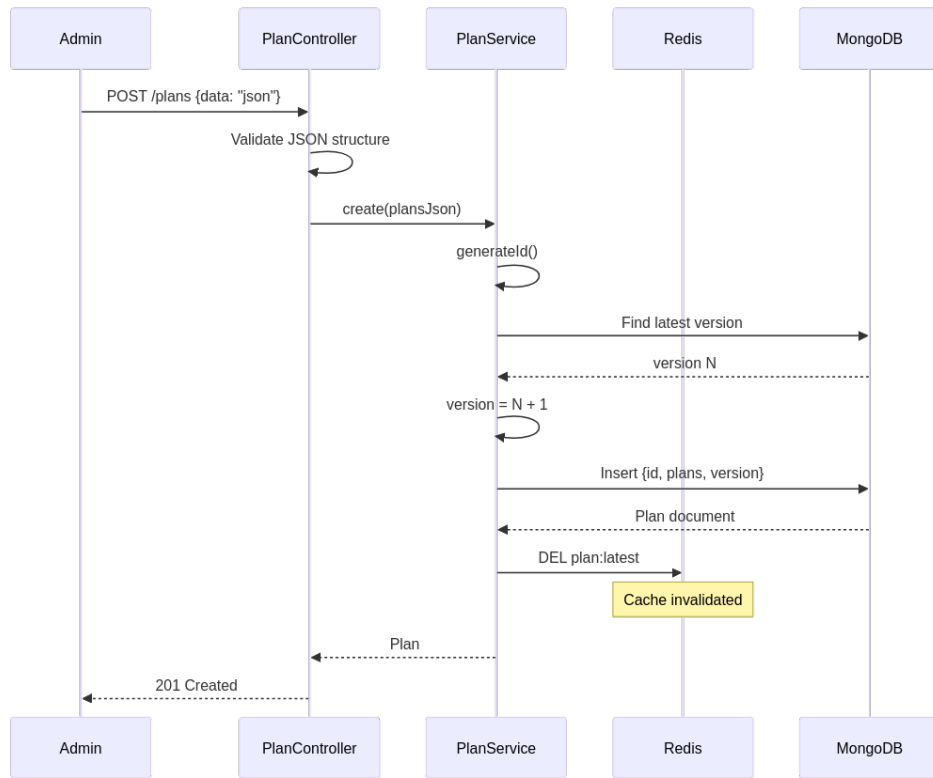 Admin
PlanController
PlanService
Redis
MongoDB
POST /plans {data: "json"}
Validate JSON structure
create(plansJson)
generateId()
Find latest version
version N
version = N + 1
Insert {id, plans, version}
Plan document
DEL plan:latest
Cache invalidated
Plan
201 Created
Admin
PlanController
PlanService
Redis
MongoDB